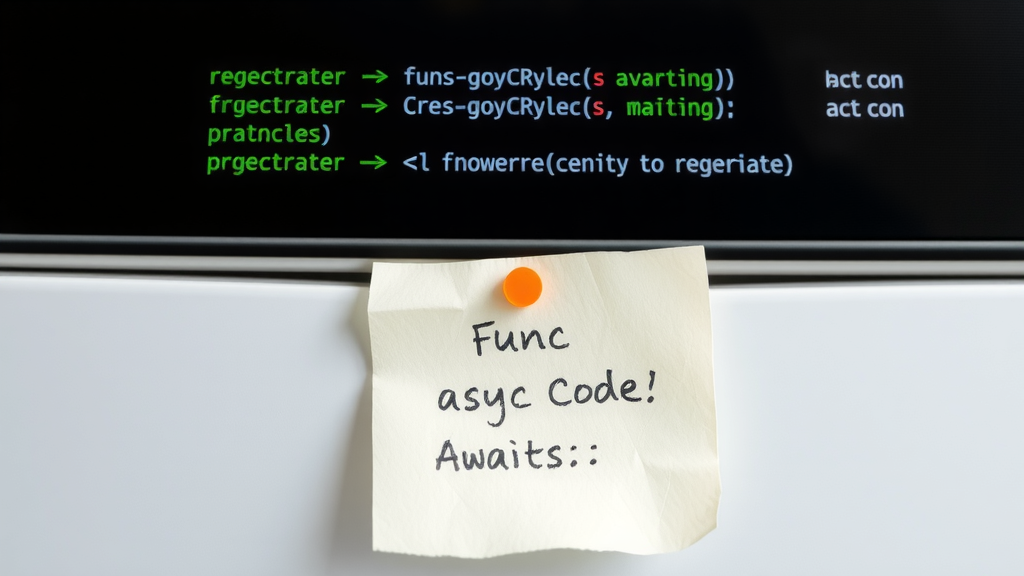 regectrater → funs-goyCRylec(s avarting)) act con
frgectrater → Cres-goyCRylec(s, maiting); act con
pratncles)
prgectrater → <l fnowerre(cenity to regeriate)
Func
asyc Code!
Awaits::